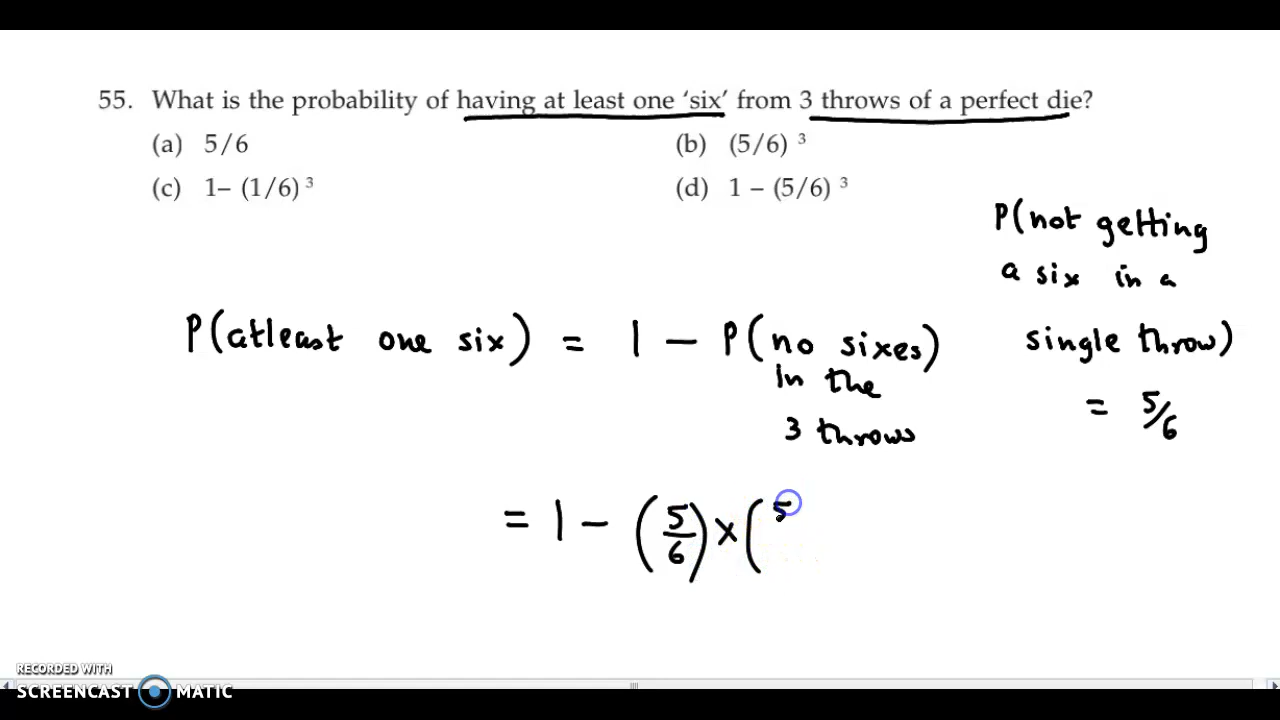 55. What is the probability of having at least one ‘six’ from 3 throws of a perfect die?
(a) 5/6 (b) (5/6) ³
(c) 1– (1/6) ³ (d) 1 – (5/6) ³
P(not getting
a six in a
single throw)
= 5/6
P(atleast one six) = 1 – P(no sixes)
in the
3 throws
= 1 – (5/6) × (5
RECORDED WITH
SCREENCAST MATIC